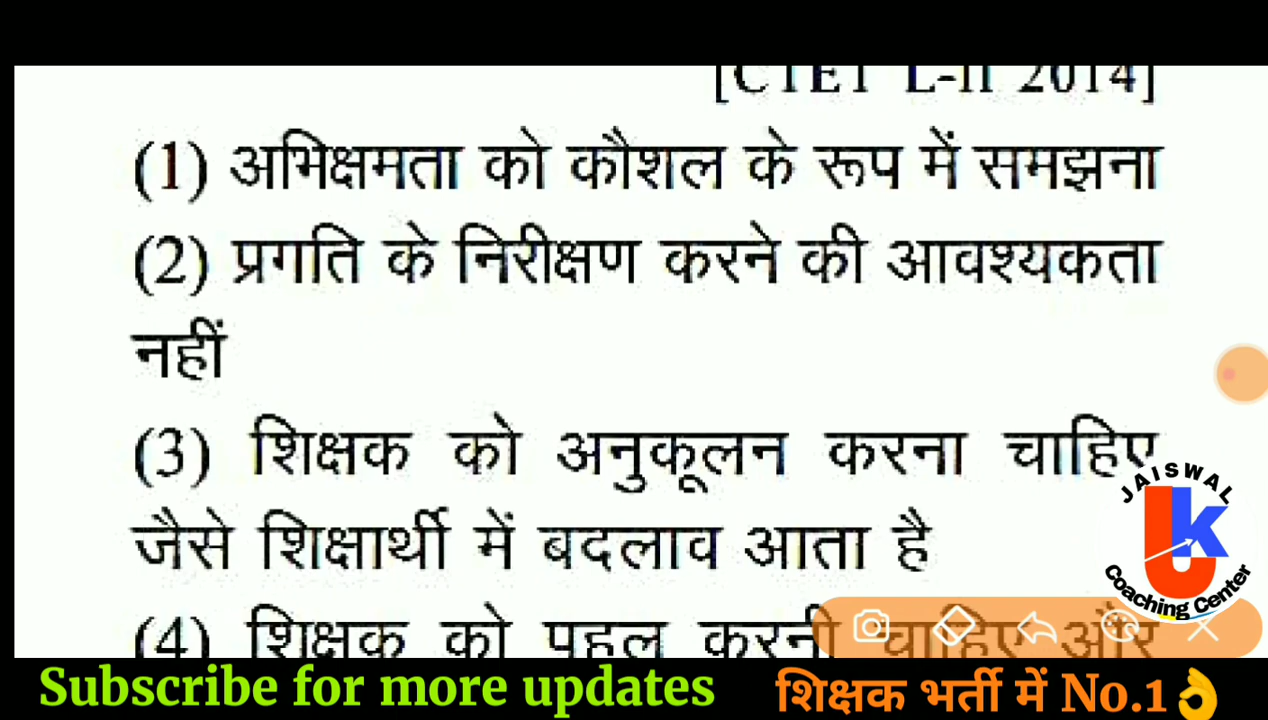 [CTET L-II 2014]
(1) अभिक्षमता को कौशल के रूप में समझना
(2) प्रगति के निरीक्षण करने की आवश्यकता
नहीं
(3) शिक्षक को अनुकूलन करना चाहिए
जैसे शिक्षार्थी में बदलाव आता है
JAISWAL
Coaching Center
(4) शिक्षक को पहल करनी चाहिए और
Subscribe for more updates
शिक्षक भर्ती में No.1👌